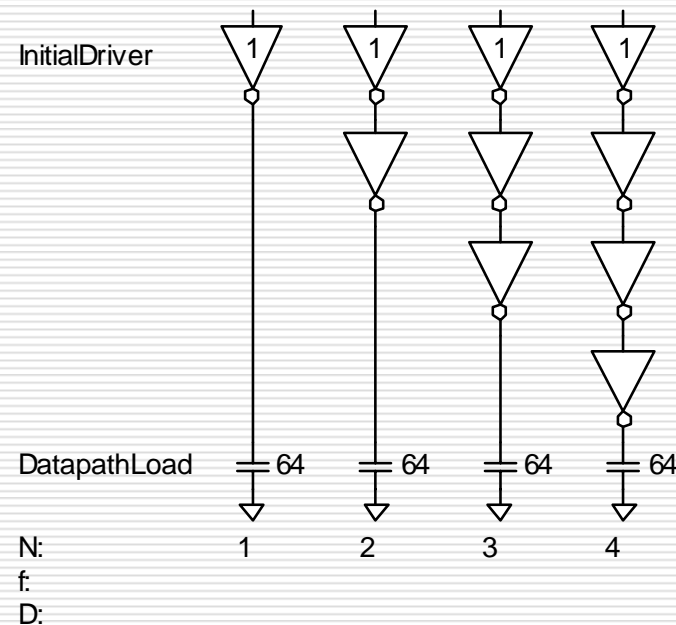 InitialDriver 1 1 1 1
DatapathLoad 64 64 64 64
N: 1 2 3 4
f:
D: